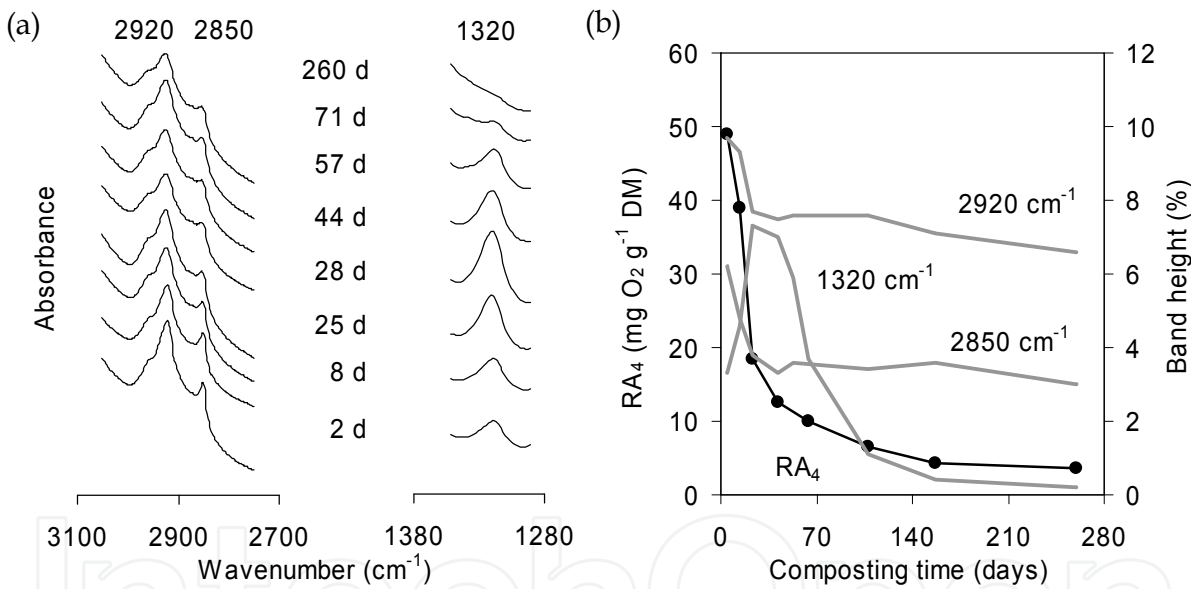 (a)
2920 2850
1320
260 d
71 d
57 d
44 d
28 d
25 d
8 d
2 d
Absorbance
3100 2900 2700
1380 1280
Wavenumber (cm⁻¹)
(b)
60
50
40
30
20
10
0
RA₄ (mg O₂ g⁻¹ DM)
12
10
8
6
4
2
0
Band height (%)
2920 cm⁻¹
1320 cm⁻¹
2850 cm⁻¹
RA₄
0 70 140 210 280
Composting time (days)